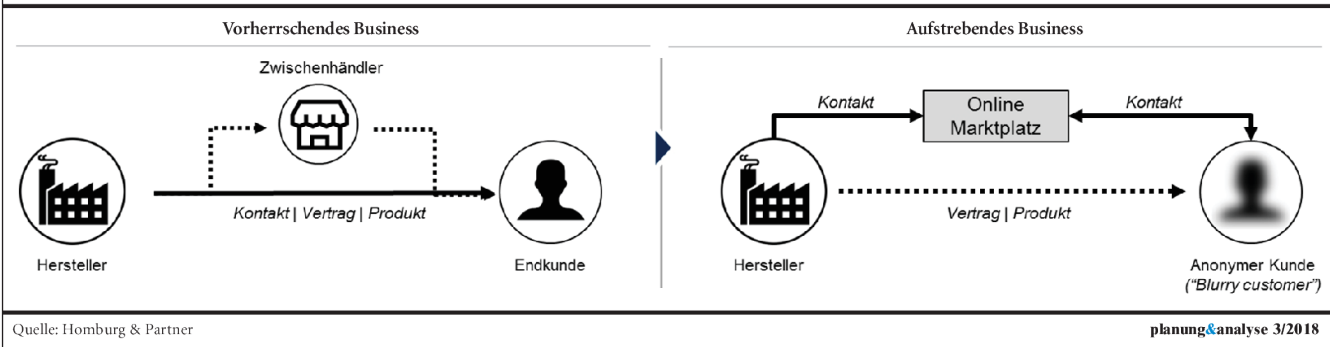 Vorherrschendes Business
Zwischenhändler
Kontakt | Vertrag | Produkt
Hersteller
Endkunde
Aufstrebendes Business
Kontakt
Online
Marktplatz
Kontakt
Vertrag | Produkt
Hersteller
Anonymer Kunde
("Blurry customer")
Quelle: Homburg & Partner
planung&analyse 3/2018